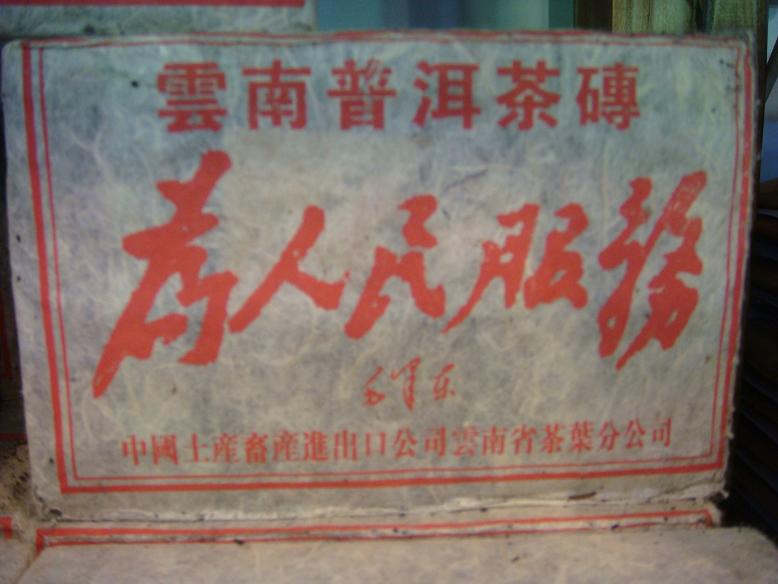 雲南普洱茶磚
為人民服務
毛澤东
中國土産畜産進出口公司雲南省茶葉分公司